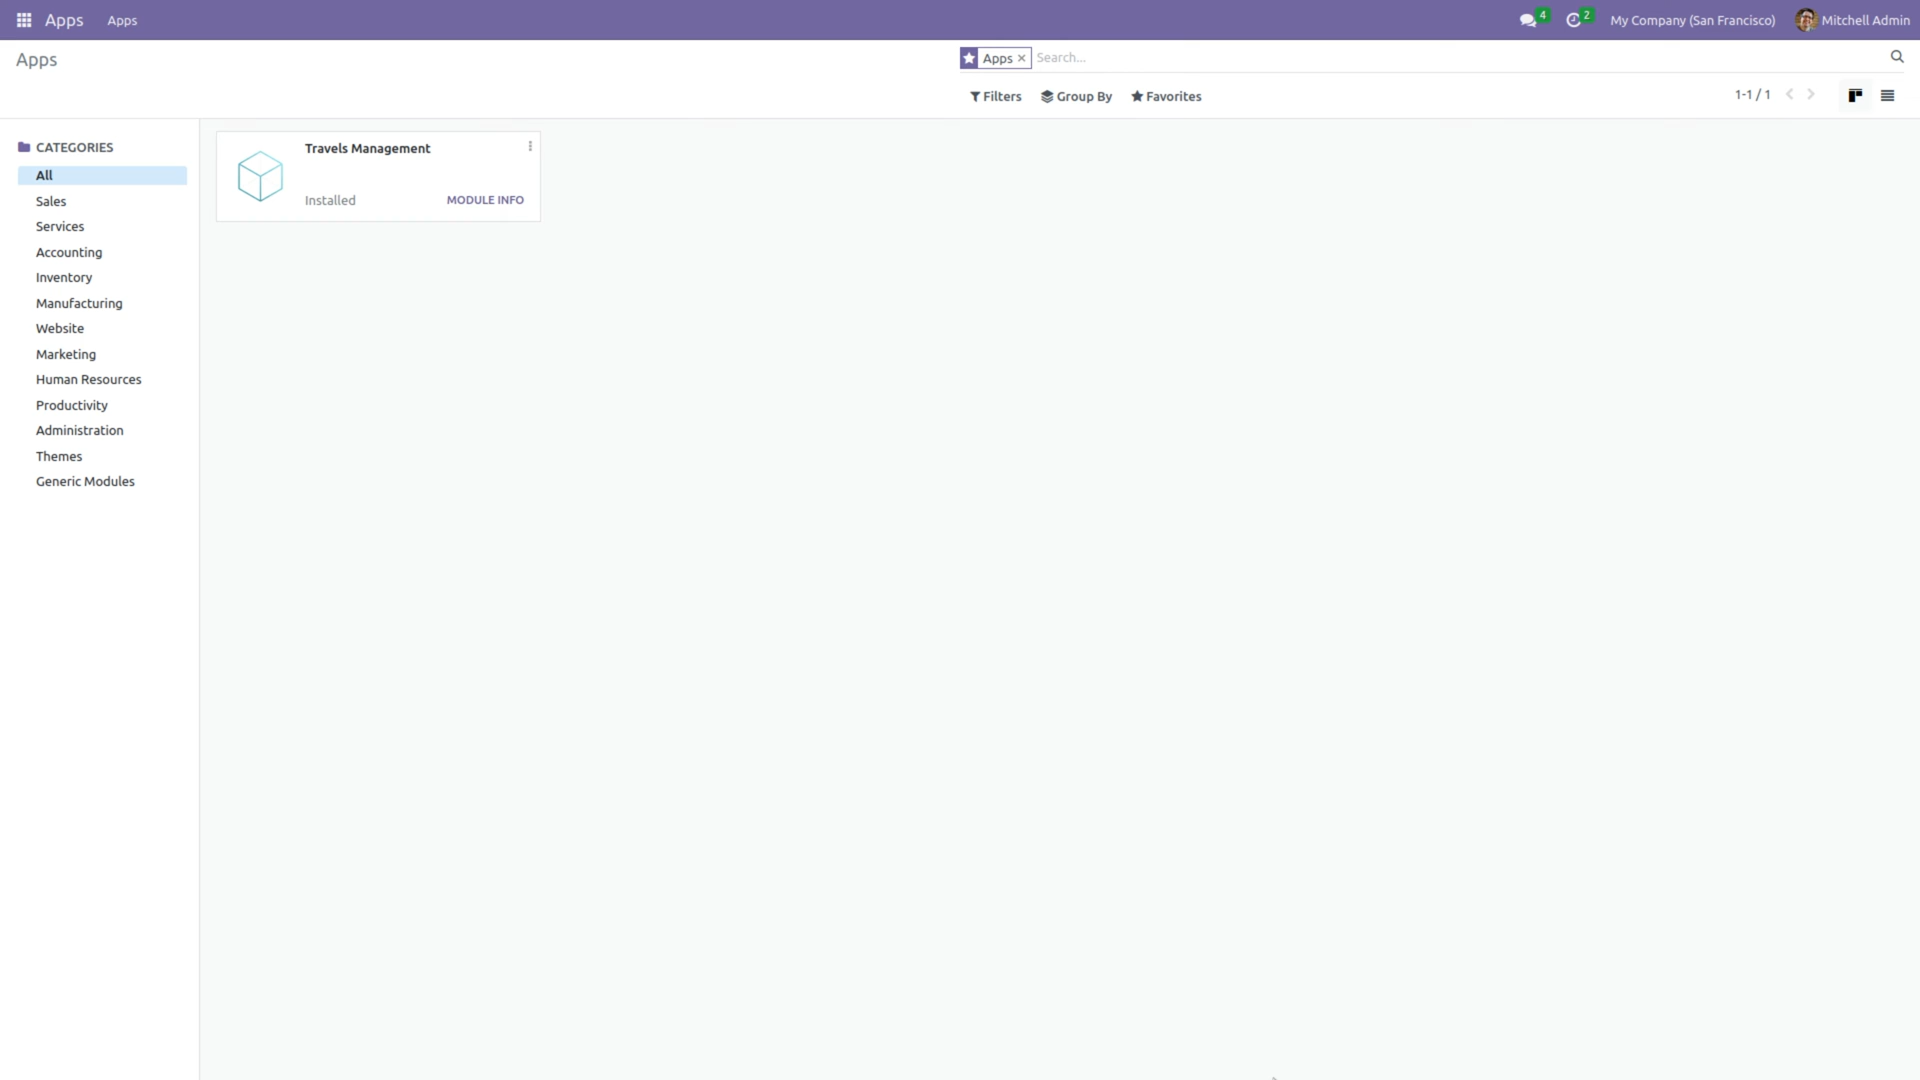 Apps Apps 4 2 My Company (San Francisco) Mitchell Admin
Apps
Apps × Search...
Filters Group By Favorites 1-1 / 1
CATEGORIES
All
Sales
Services
Accounting
Inventory
Manufacturing
Website
Marketing
Human Resources
Productivity
Administration
Themes
Generic Modules
Travels Management
Installed MODULE INFO